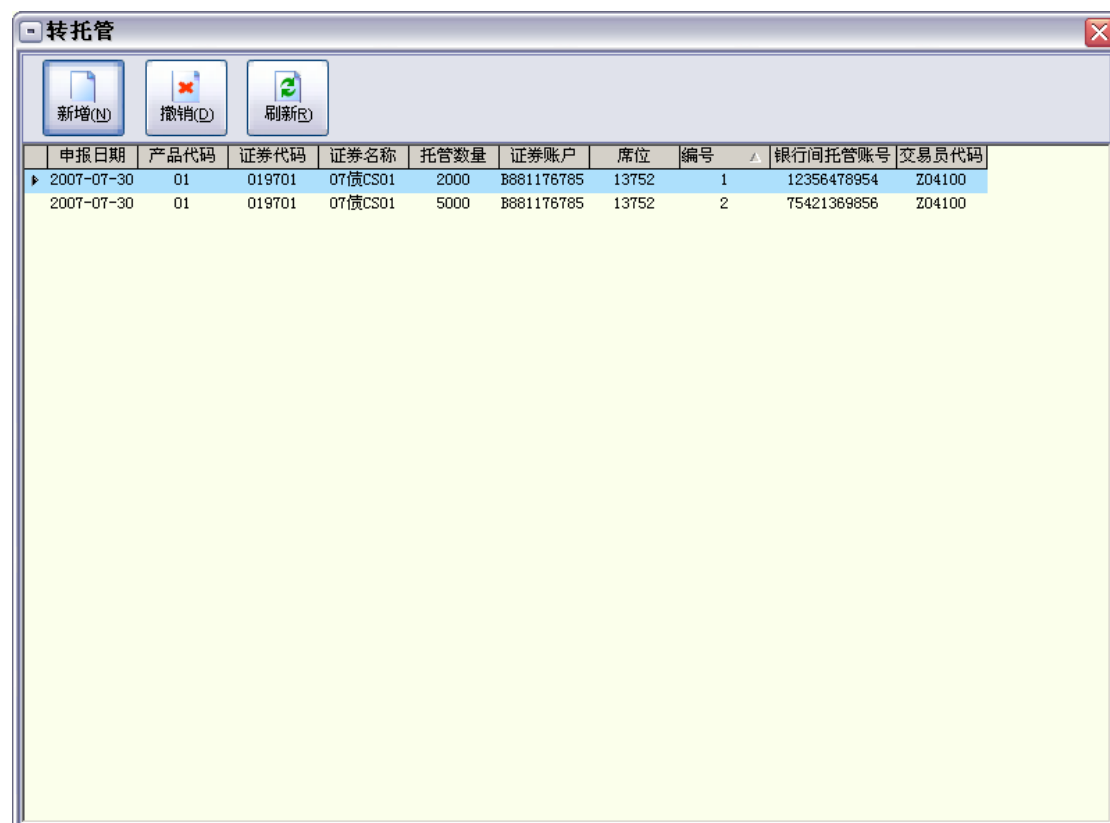 转托管
新增(N) 撤销(D) 刷新R)
申报日期 产品代码 证券代码 证券名称 托管数量 证券账户 席位 编号 银行间托管账号 交易员代码
2007-07-30 01 019701 07债CS01 2000 B881176785 13752 1 12356478954 Z04100
2007-07-30 01 019701 07债CS01 5000 B881176785 13752 2 75421369856 Z04100